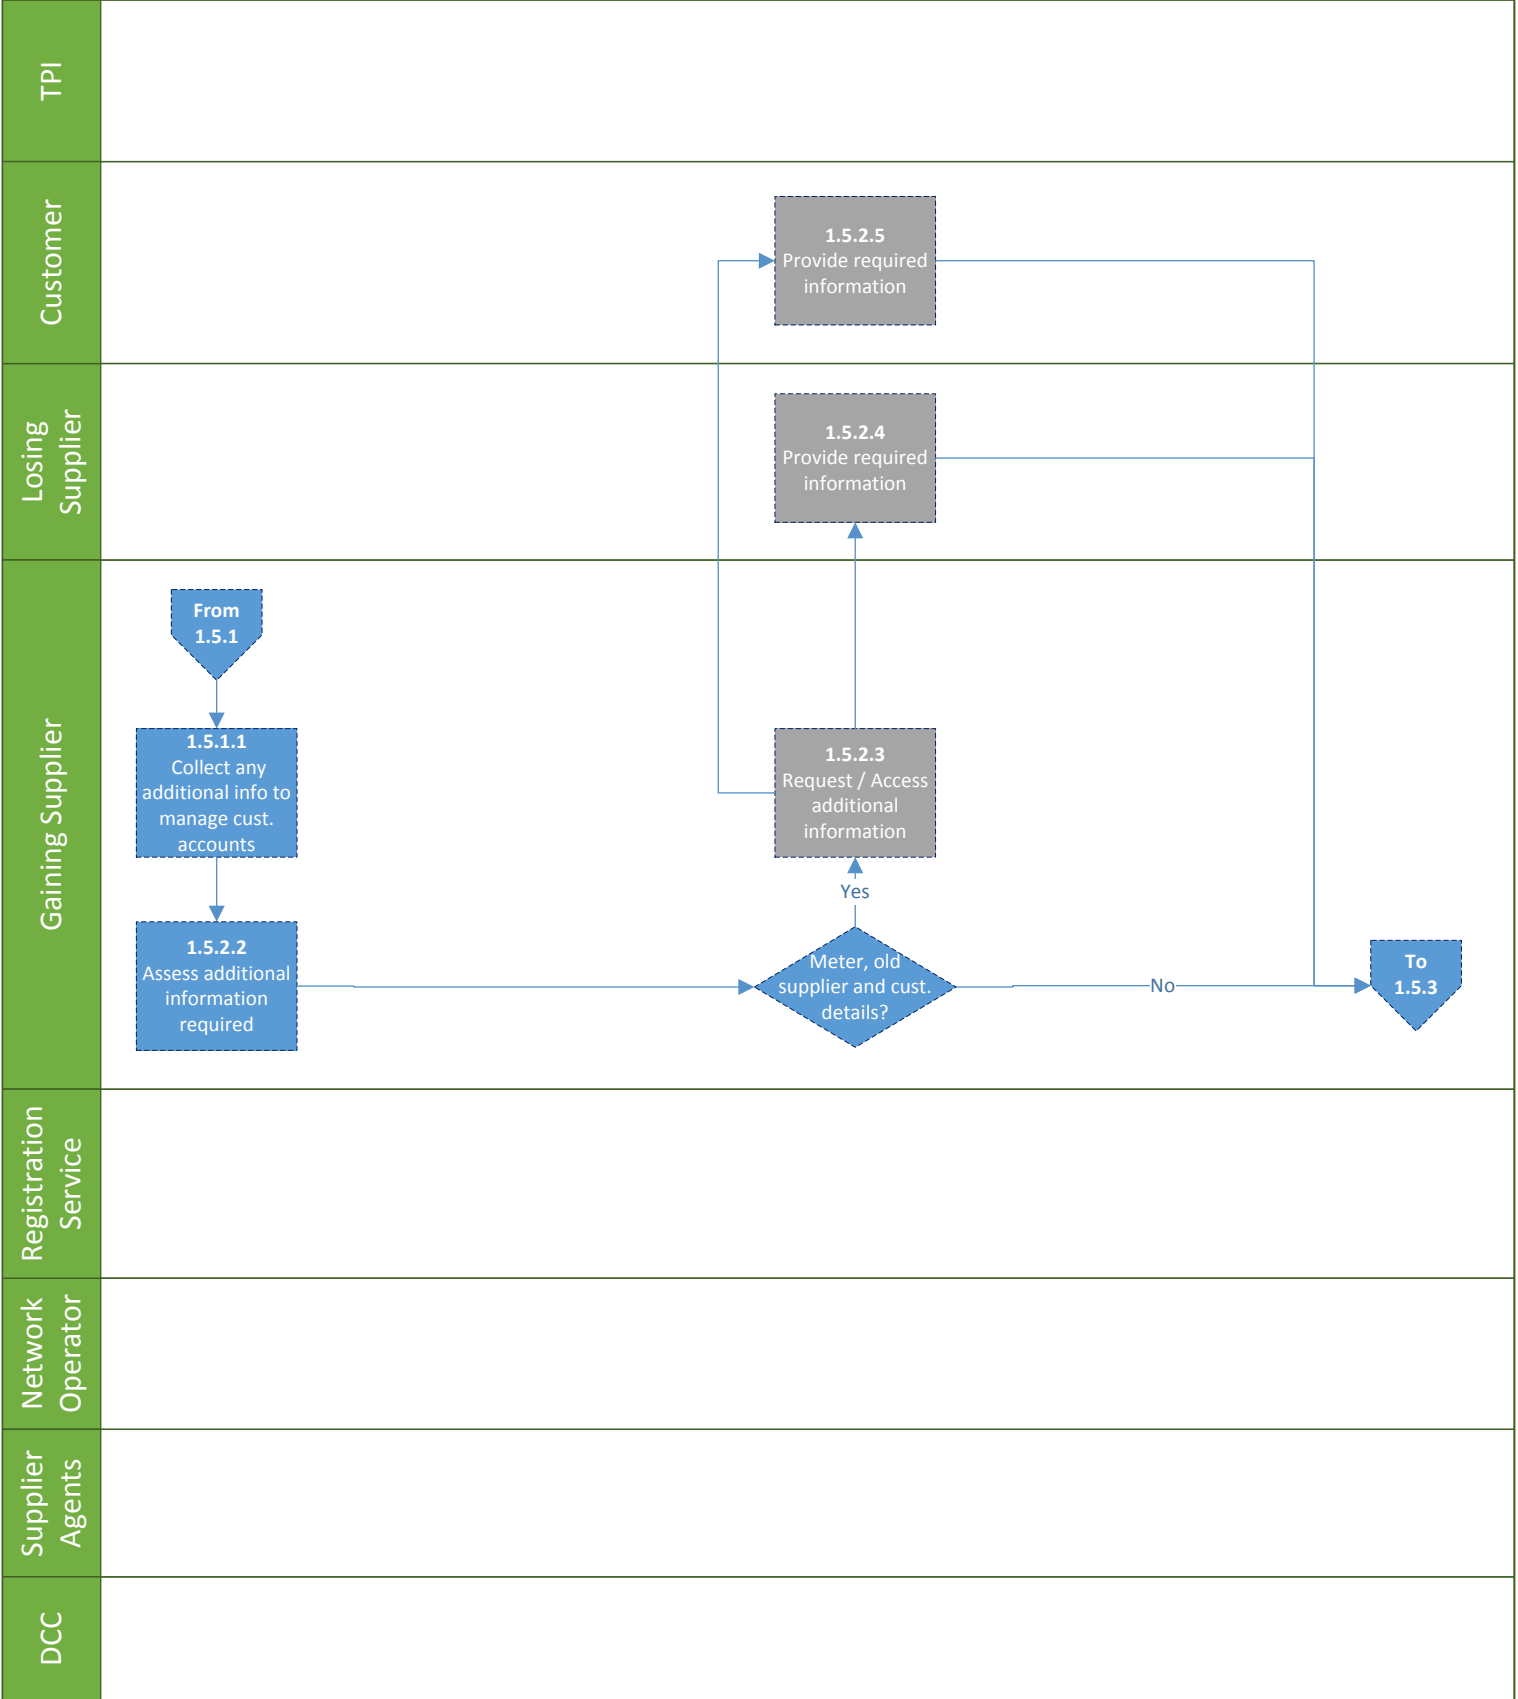 TPI
Customer
1.5.2.5
Provide required
information
Losing
Supplier
1.5.2.4
Provide required
information
Gaining Supplier
From
1.5.1
1.5.1.1
Collect any
additional info to
manage cust.
accounts
1.5.2.2
Assess additional
information
required
1.5.2.3
Request / Access
additional
information
Yes
Meter, old
supplier and cust.
details?
No
To
1.5.3
Registration
Service
Network
Operator
Supplier
Agents
DCC